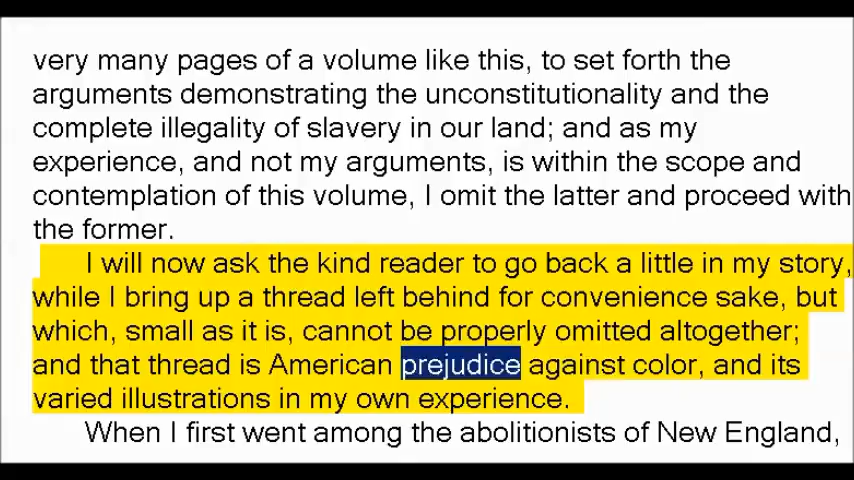 very many pages of a volume like this, to set forth the
arguments demonstrating the unconstitutionality and the
complete illegality of slavery in our land; and as my
experience, and not my arguments, is within the scope and
contemplation of this volume, I omit the latter and proceed with
the former.
I will now ask the kind reader to go back a little in my story,
while I bring up a thread left behind for convenience sake, but
which, small as it is, cannot be properly omitted altogether;
and that thread is American prejudice against color, and its
varied illustrations in my own experience.
When I first went among the abolitionists of New England,